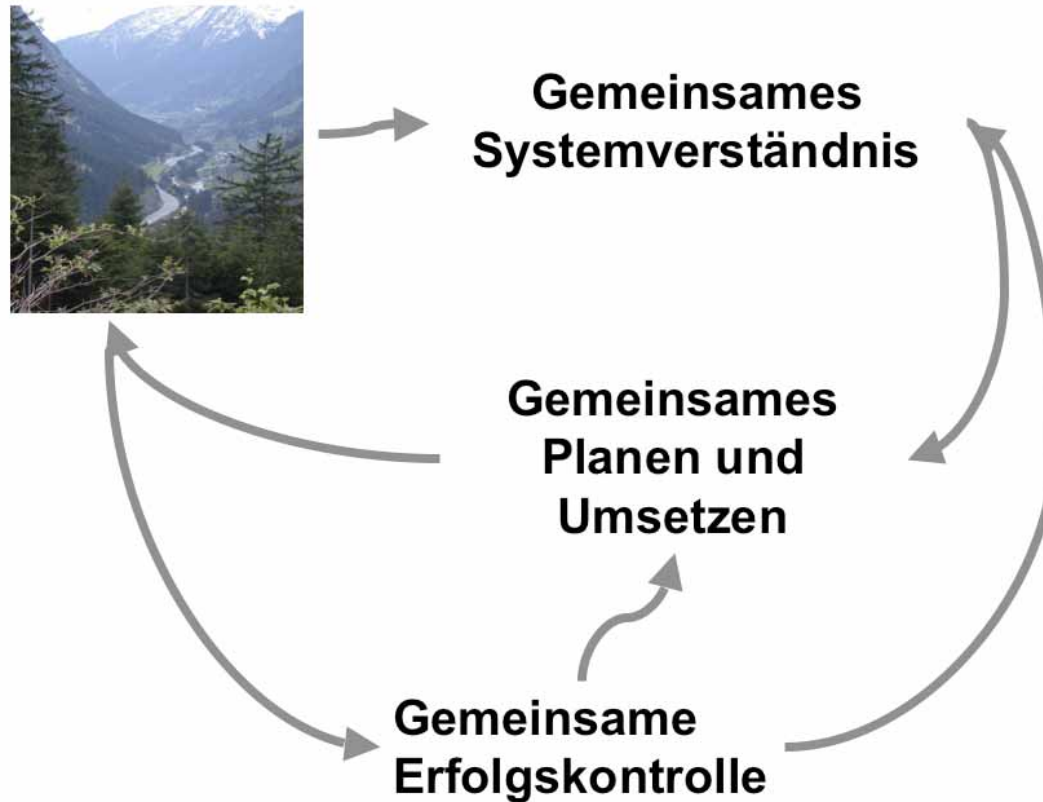 Gemeinsames
Systemverständnis
Gemeinsames
Planen und
Umsetzen
Gemeinsame
Erfolgskontrolle